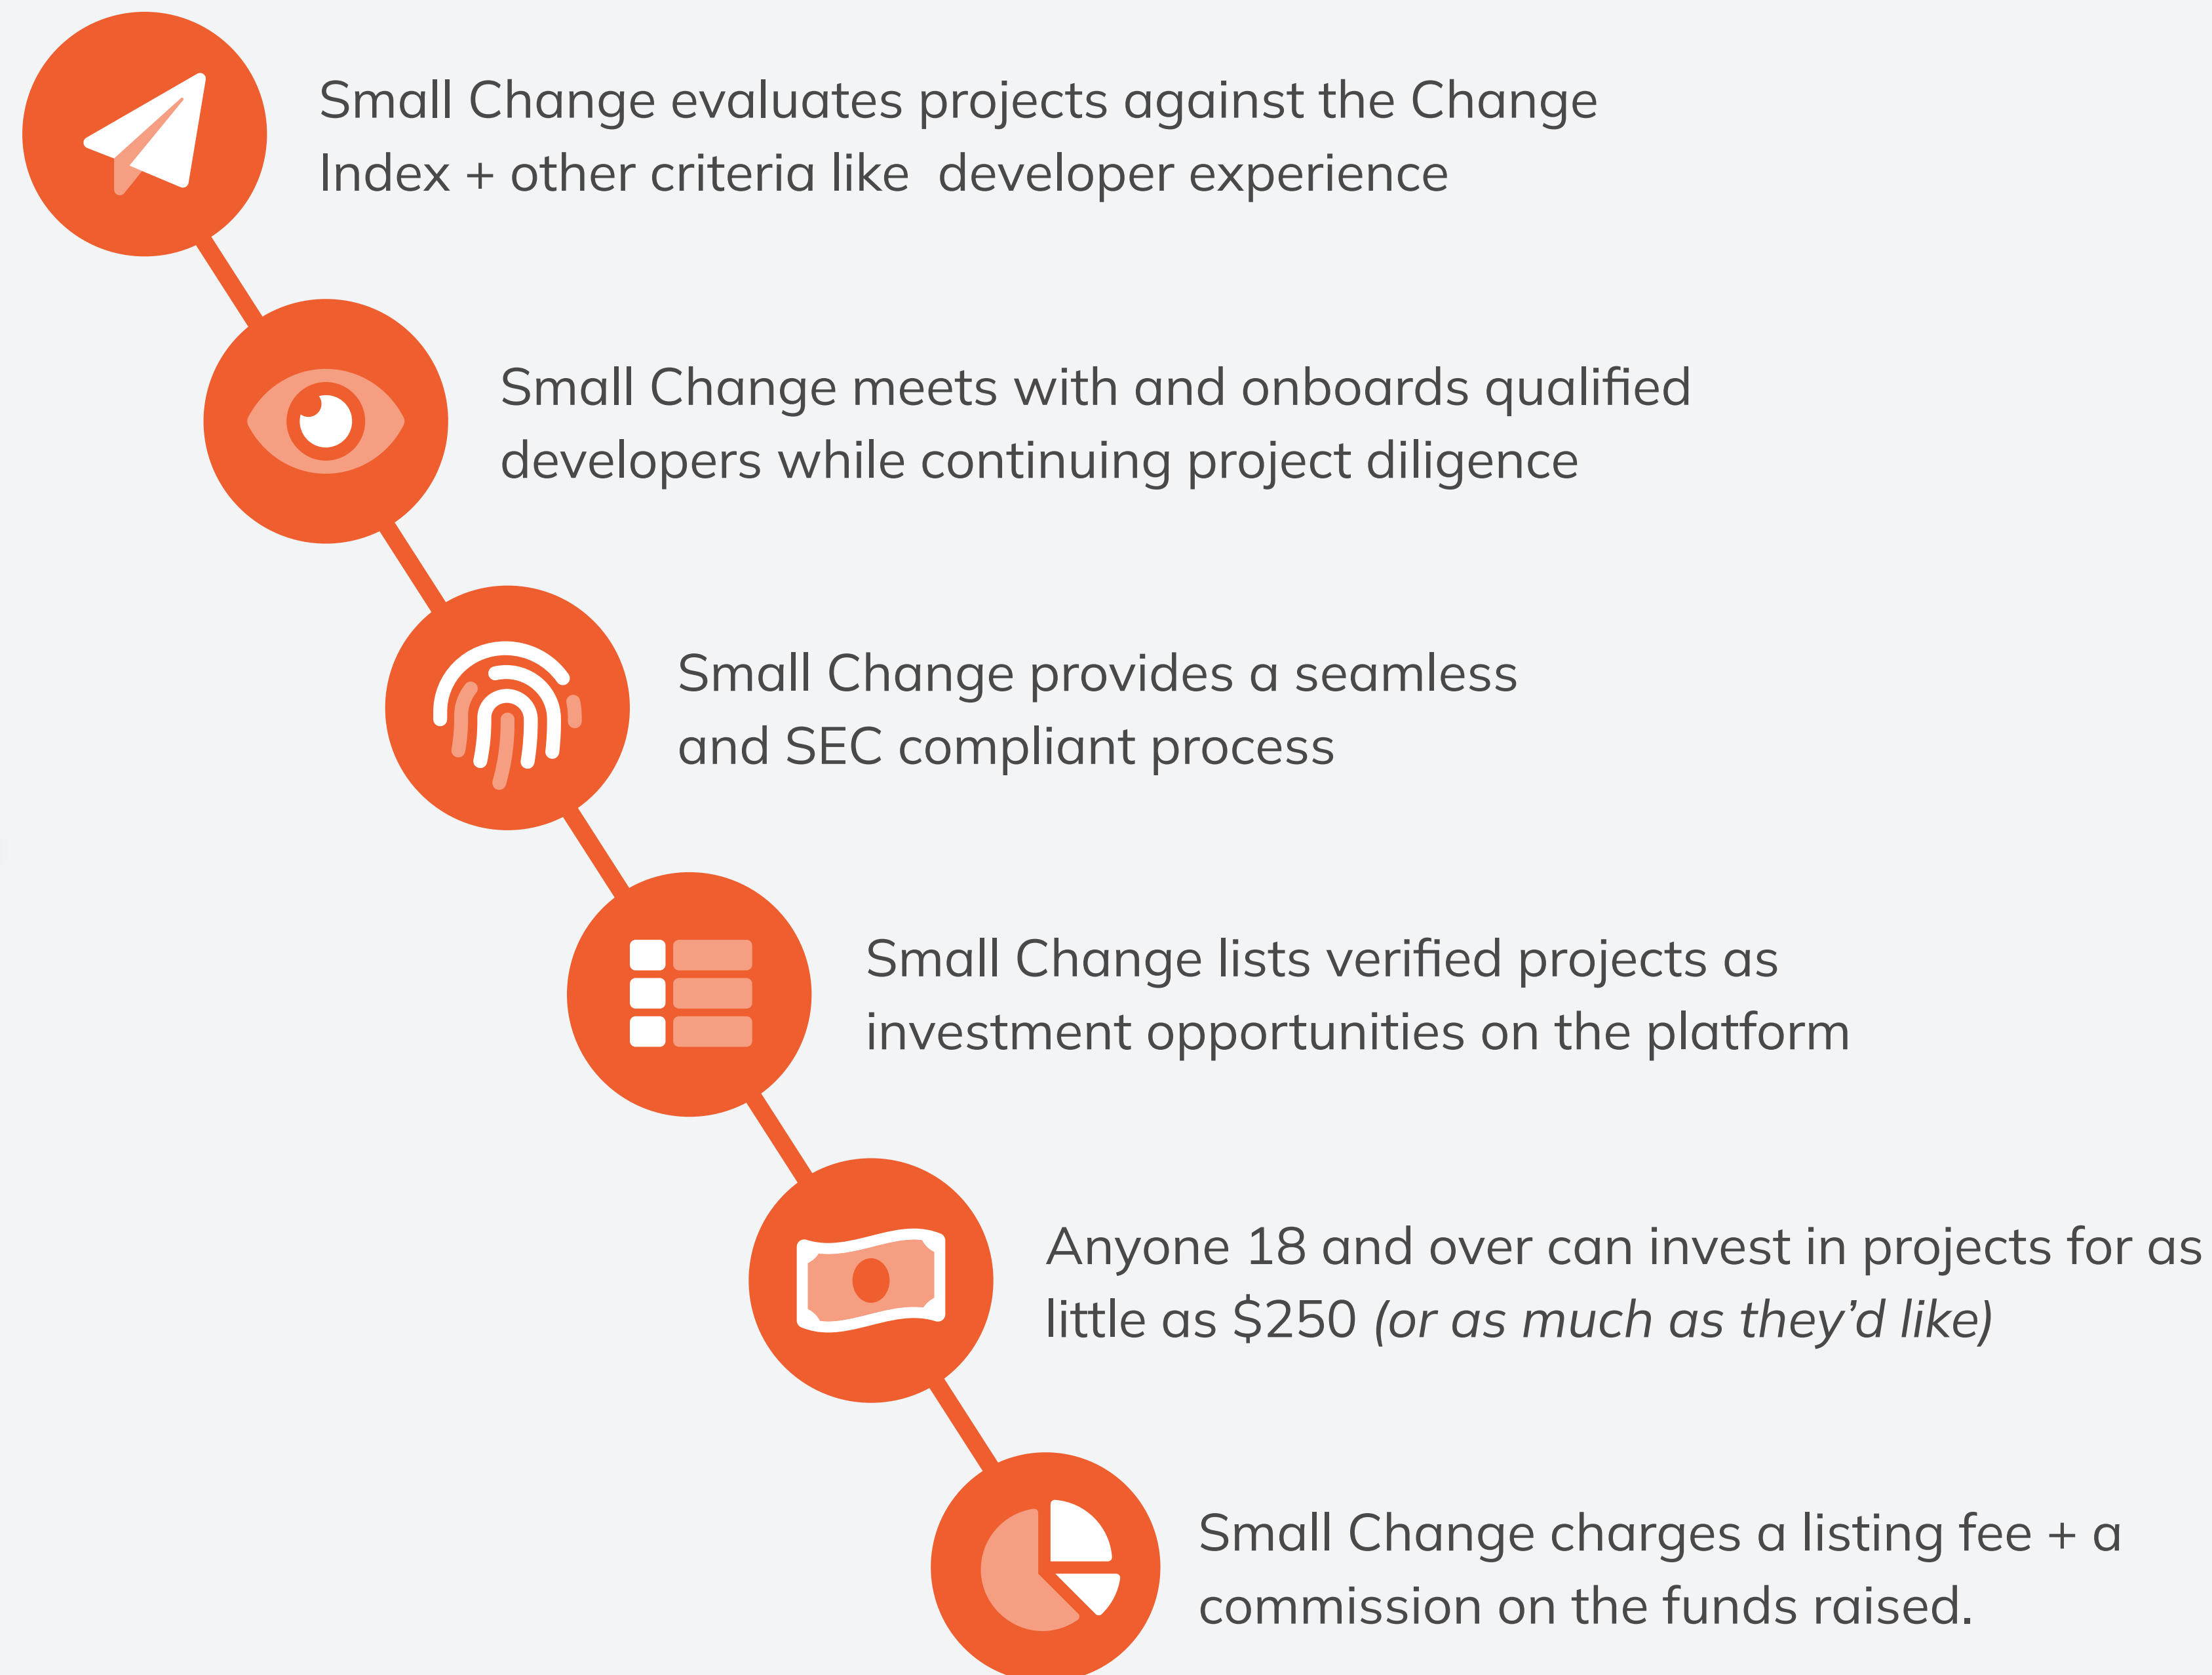 Small Change evaluates projects against the Change
Index + other criteria like  developer experience
Small Change meets with and onboards qualified
developers while continuing project diligence
Small Change provides a seamless
and SEC compliant process
Small Change lists verified projects as
investment opportunities on the platform
Anyone 18 and over can invest in projects for as
little as $250 (or as much as they’d like)
Small Change charges a listing fee + a
commission on the funds raised.